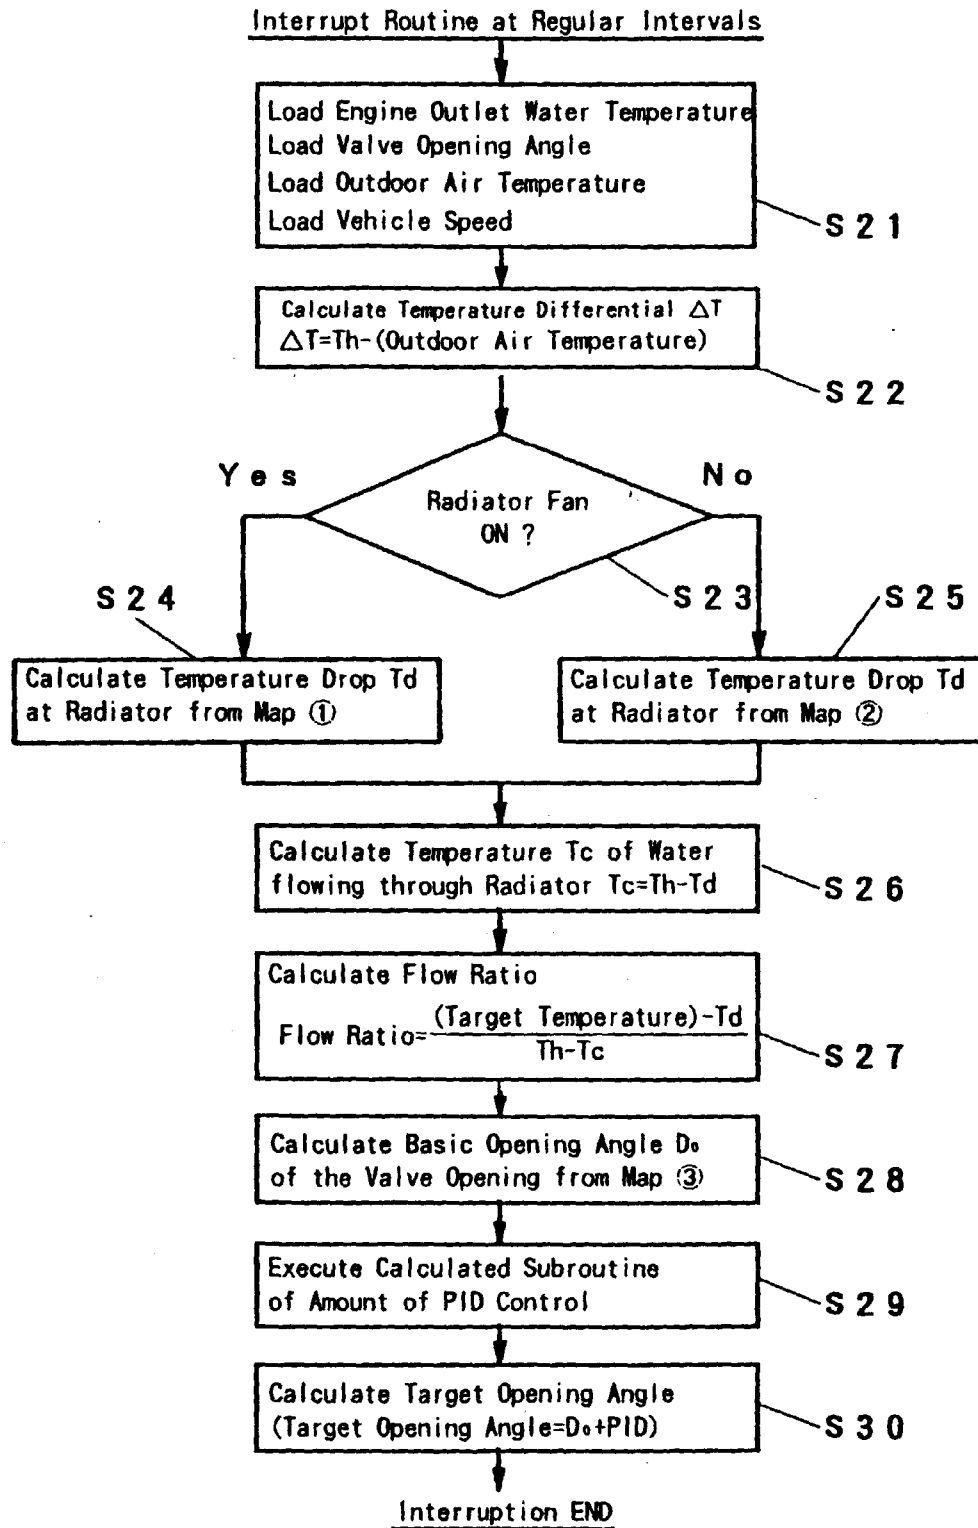 Interrupt Routine at Regular Intervals
Load Engine Outlet Water Temperature
Load Valve Opening Angle
Load Outdoor Air Temperature
Load Vehicle Speed
S21
Calculate Temperature Differential △T
△T=Th-(Outdoor Air Temperature)
S22
Yes
No
Radiator Fan
ON ?
S23
S24
S25
Calculate Temperature Drop Td
at Radiator from Map ①
Calculate Temperature Drop Td
at Radiator from Map ②
Calculate Temperature Tc of Water
flowing through Radiator Tc=Th-Td
S26
Calculate Flow Ratio
(Target Temperature)-Td
Flow Ratio=
Th-Tc
S27
Calculate Basic Opening Angle D₀
of the Valve Opening from Map ③
S28
Execute Calculated Subroutine
of Amount of PID Control
S29
Calculate Target Opening Angle
(Target Opening Angle=D₀+PID)
S30
Interruption END